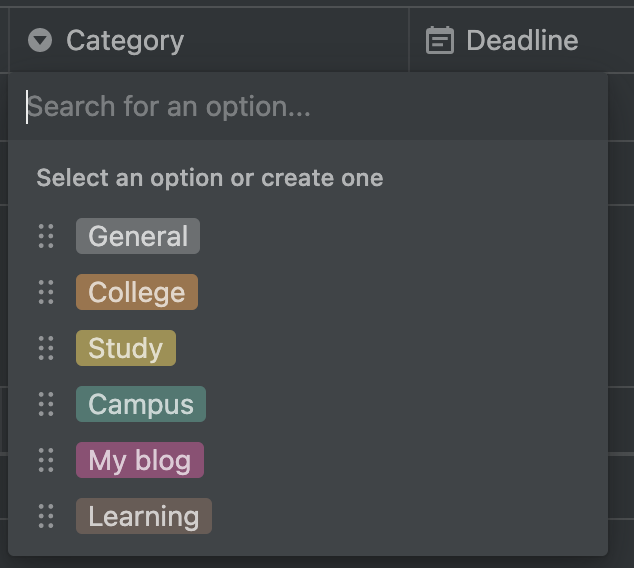 Category
Deadline
Search for an option...
Select an option or create one
General
College
Study
Campus
My blog
Learning